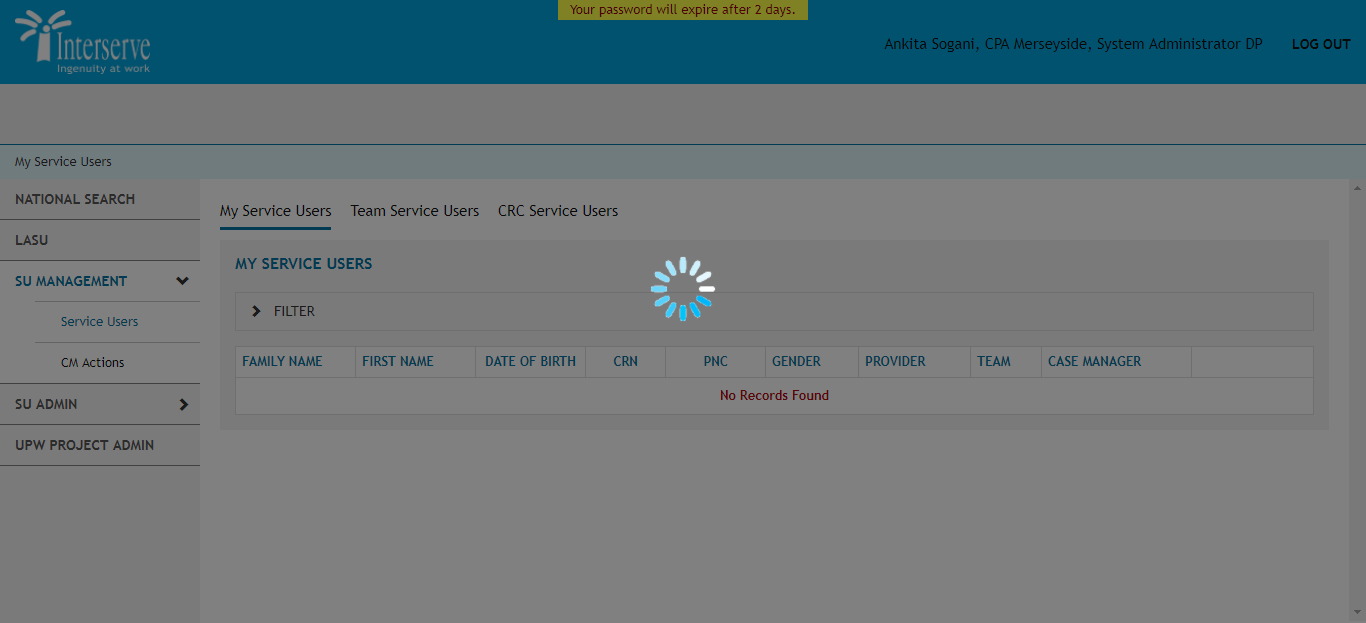 Your password will expire after 2 days.
Interserve
Ingenuity at work
Ankita Sogani, CPA Merseyside, System Administrator DP
LOG OUT
My Service Users
NATIONAL SEARCH
LASU
SU MANAGEMENT
Service Users
CM Actions
SU ADMIN
UPW PROJECT ADMIN
My Service Users Team Service Users CRC Service Users
MY SERVICE USERS
FILTER
FAMILY NAME FIRST NAME DATE OF BIRTH CRN PNC GENDER PROVIDER TEAM CASE MANAGER
No Records Found